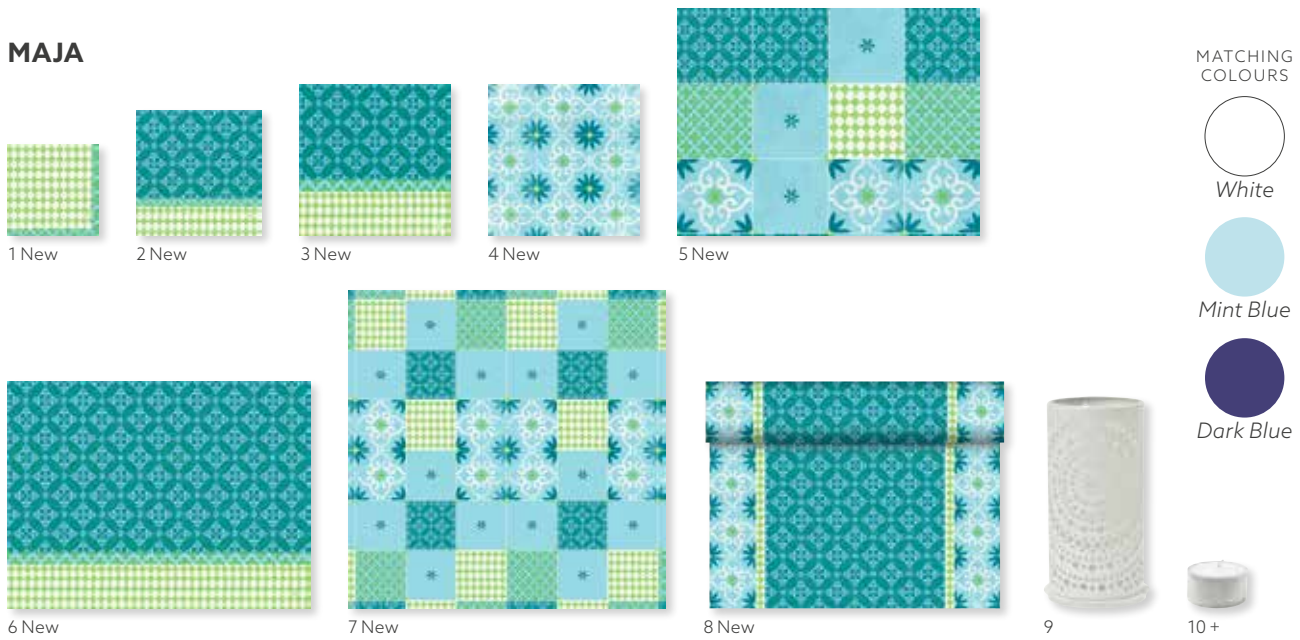 MAJA
1 New
2 New
3 New
4 New
5 New
MATCHING
COLOURS
White
Mint Blue
Dark Blue
6 New
7 New
8 New
9
10 +